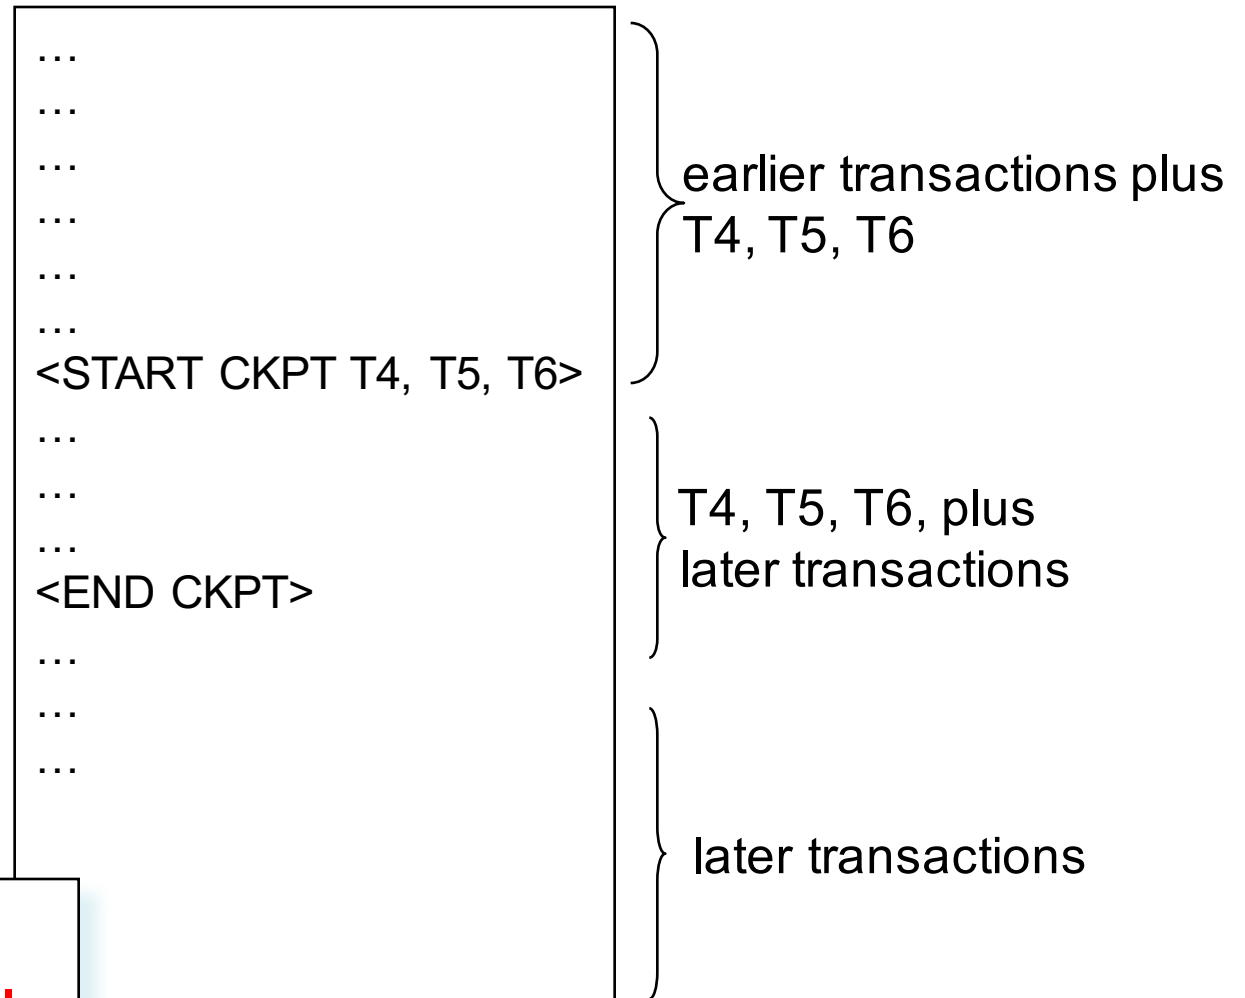 …
…
…
…
…
…
<START CKPT T4, T5, T6>
…
…
…
<END CKPT>
…
…
…
earlier transactions plus
T4, T5, T6
T4, T5, T6, plus
later transactions
later transactions